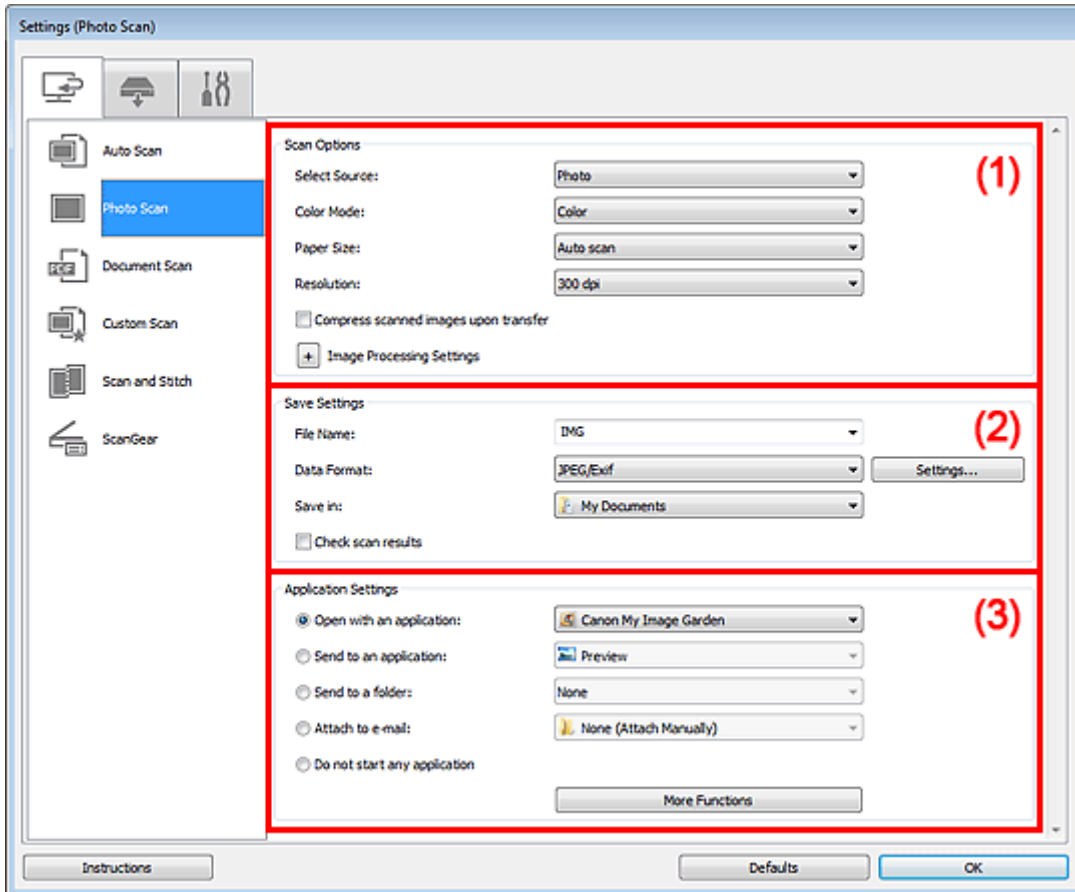 Settings (Photo Scan)
Auto Scan
Photo Scan
Document Scan
Custom Scan
Scan and Stitch
ScanGear
Scan Options
(1)
Select Source: Photo
Color Mode: Color
Paper Size: Auto scan
Resolution: 300 dpi
Compress scanned images upon transfer
+ Image Processing Settings
Save Settings
(2)
File Name: IMG
Data Format: JPEG/Exif Settings...
Save in: My Documents
Check scan results
Application Settings
(3)
Open with an application: Canon My Image Garden
Send to an application: Preview
Send to a folder: None
Attach to e-mail: None (Attach Manually)
Do not start any application
More Functions
Instructions Defaults OK